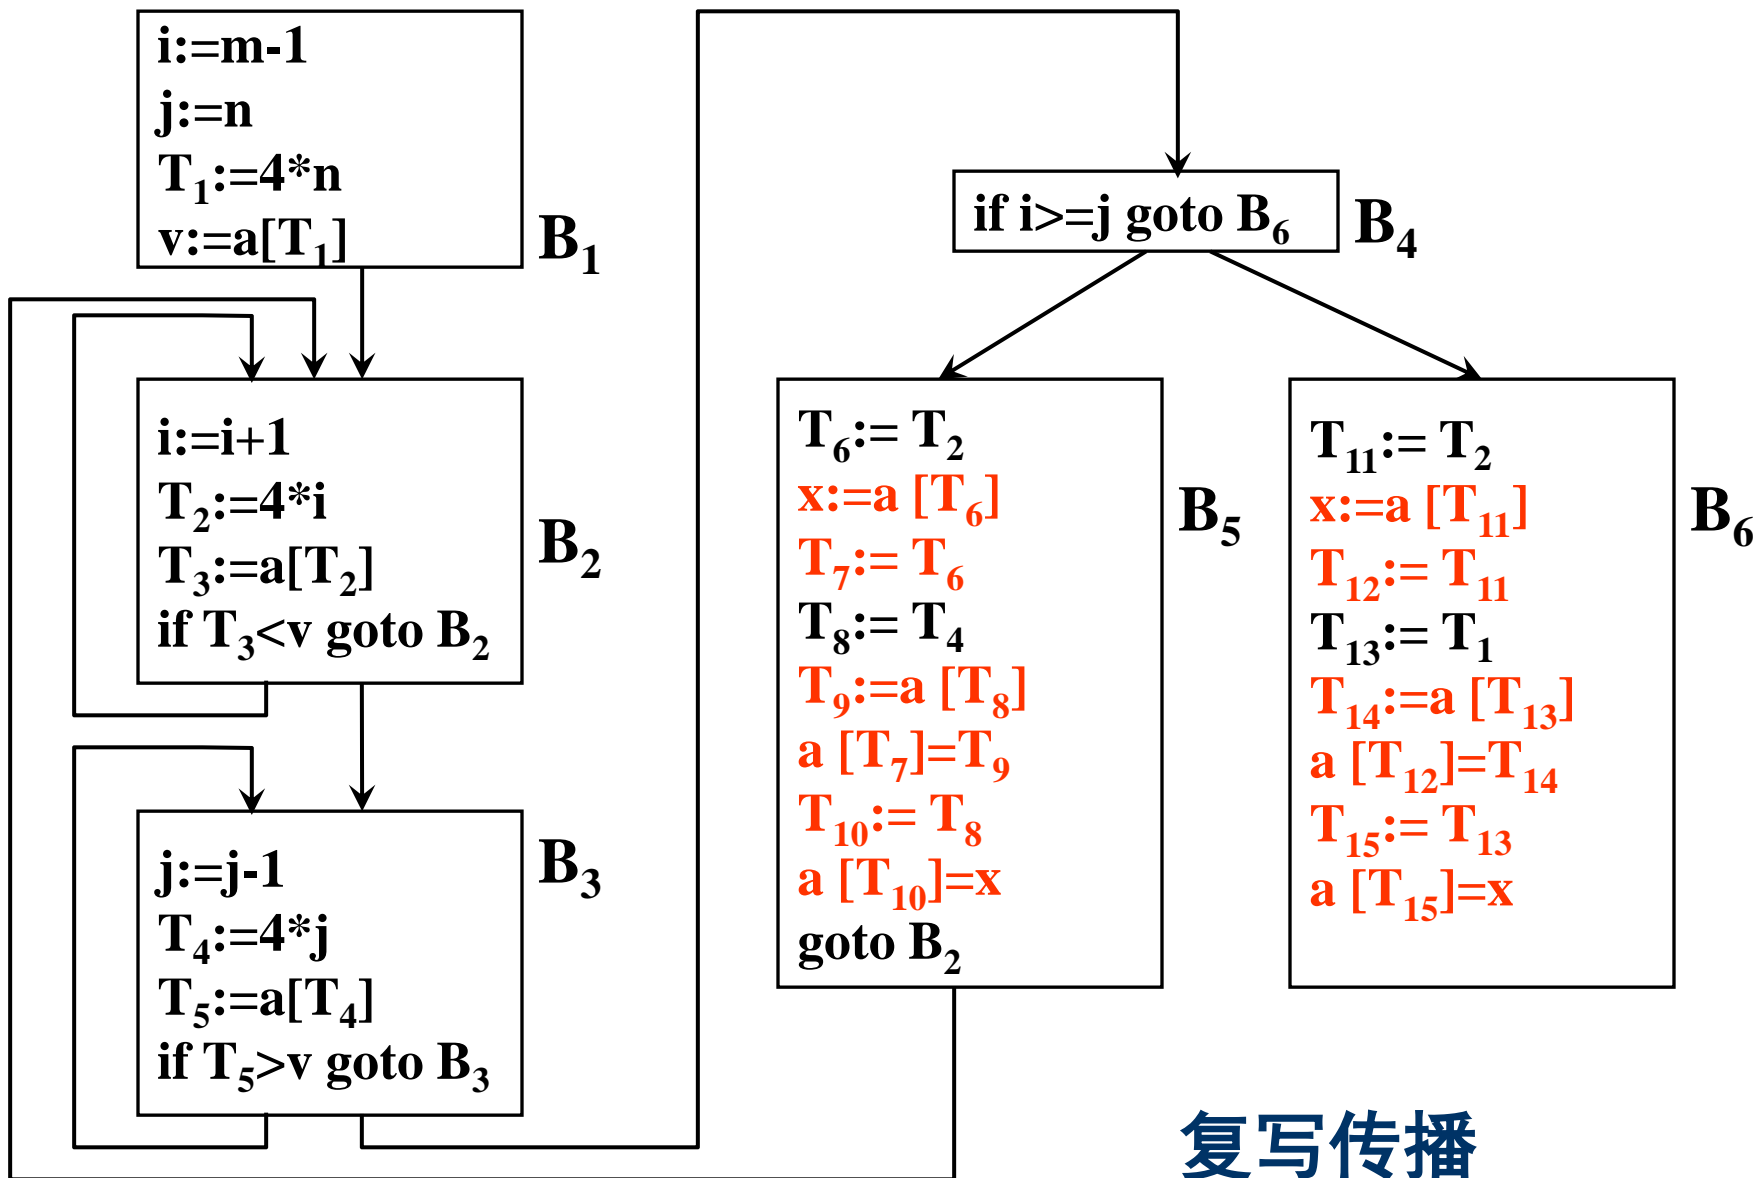 i:=m-1
j:=n
T₁:=4*n
v:=a[T₁]
B₁
i:=i+1
T₂:=4*i
T₃:=a[T₂]
if T₃<v goto B₂
B₂
j:=j-1
T₄:=4*j
T₅:=a[T₄]
if T₅>v goto B₃
B₃
if i>=j goto B₆
B₄
T₆:= T₂
x:=a [T₆]
T₇:= T₆
T₈:= T₄
T₉:=a [T₈]
a [T₇]=T₉
T₁₀:= T₈
a [T₁₀]=x
goto B₂
B₅
T₁₁:= T₂
x:=a [T₁₁]
T₁₂:= T₁₁
T₁₃:= T₁
T₁₄:=a [T₁₃]
a [T₁₂]=T₁₄
T₁₅:= T₁₃
a [T₁₅]=x
B₆
复写传播